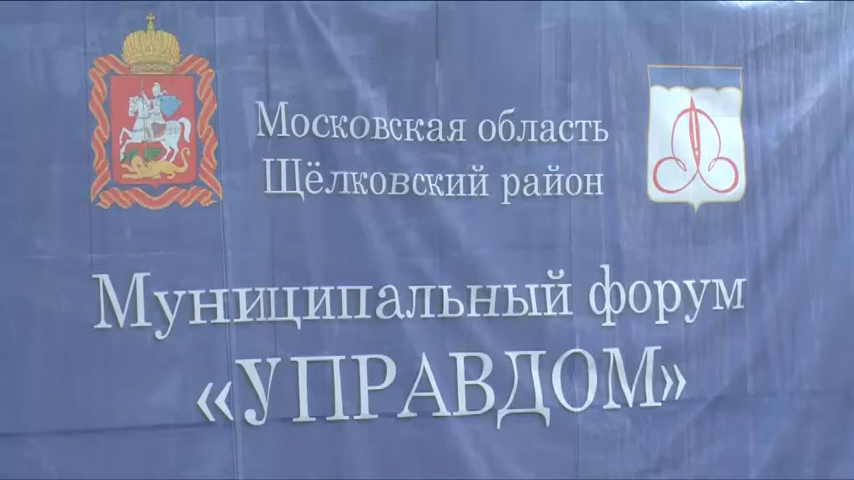 Московская область
Щёлковский район
Муниципальный форум
«УПРАВДОМ»